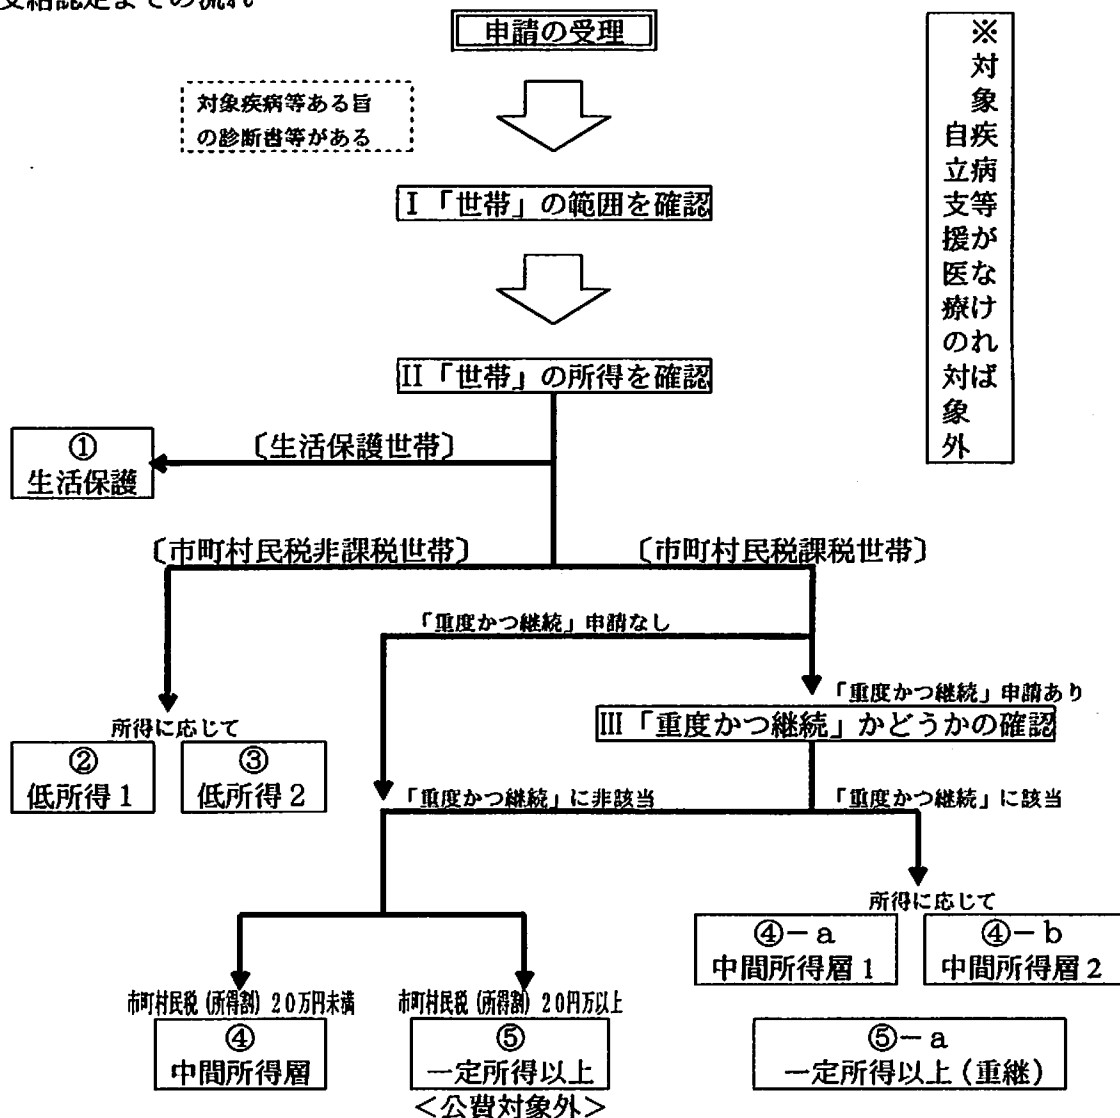 支給認定までの流れ
申請の受理
対象疾病等ある旨
の診断書等がある
※対象疾病等がなければ
自立支援医療の対象外
Ⅰ「世帯」の範囲を確認
Ⅱ「世帯」の所得を確認
〔生活保護世帯〕
①
生活保護
〔市町村民税非課税世帯〕
〔市町村民税課税世帯〕
「重度かつ継続」申請なし
「重度かつ継続」申請あり
Ⅲ「重度かつ継続」かどうかの確認
所得に応じて
②
低所得1
③
低所得2
「重度かつ継続」に非該当
「重度かつ継続」に該当
所得に応じて
④-a
中間所得層1
④-b
中間所得層2
市町村民税(所得割)20万円未満
市町村民税(所得割)20円万以上
④
中間所得層
⑤
一定所得以上
<公費対象外>
⑤-a
一定所得以上(重継)